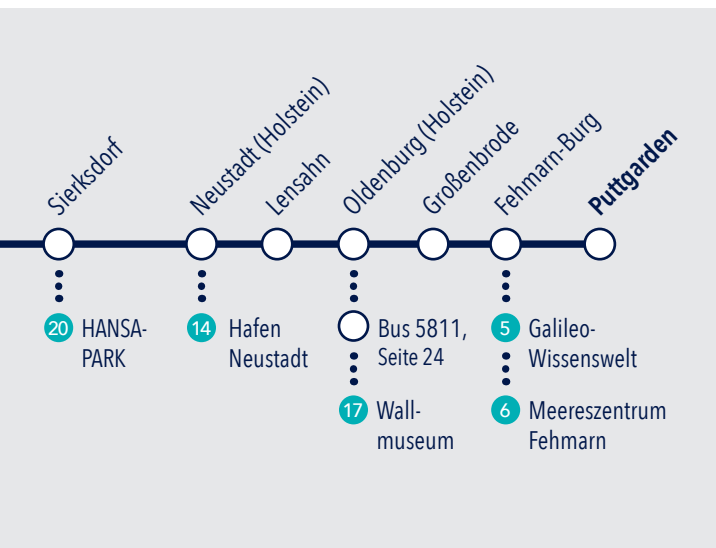 Sierksdorf
Neustadt (Holstein)
Lensahn
Oldenburg (Holstein)
Großenbrode
Fehmarn-Burg
Puttgarden
20 HANSA-
PARK
14 Hafen
Neustadt
Bus 5811,
Seite 24
17 Wall-
museum
5 Galileo-
Wissenswelt
6 Meereszentrum
Fehmarn